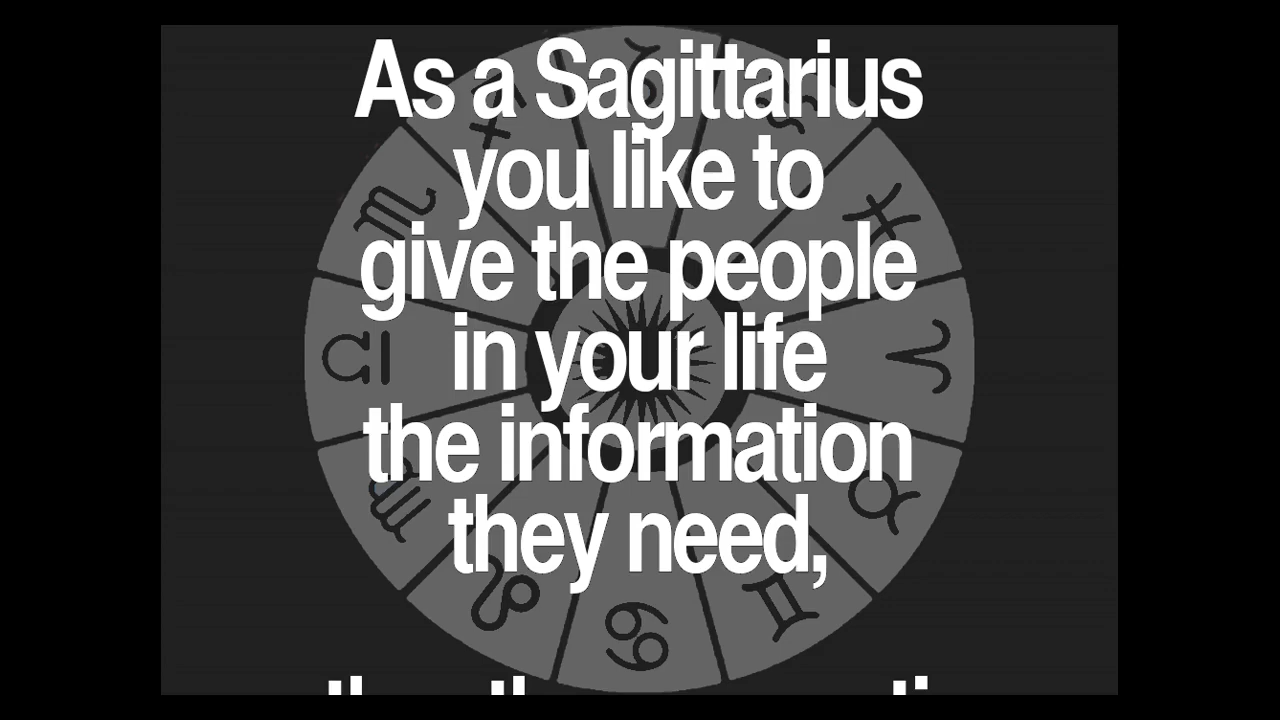 As a Sagittarius
you like to
give the people
in your life
the information
they need,